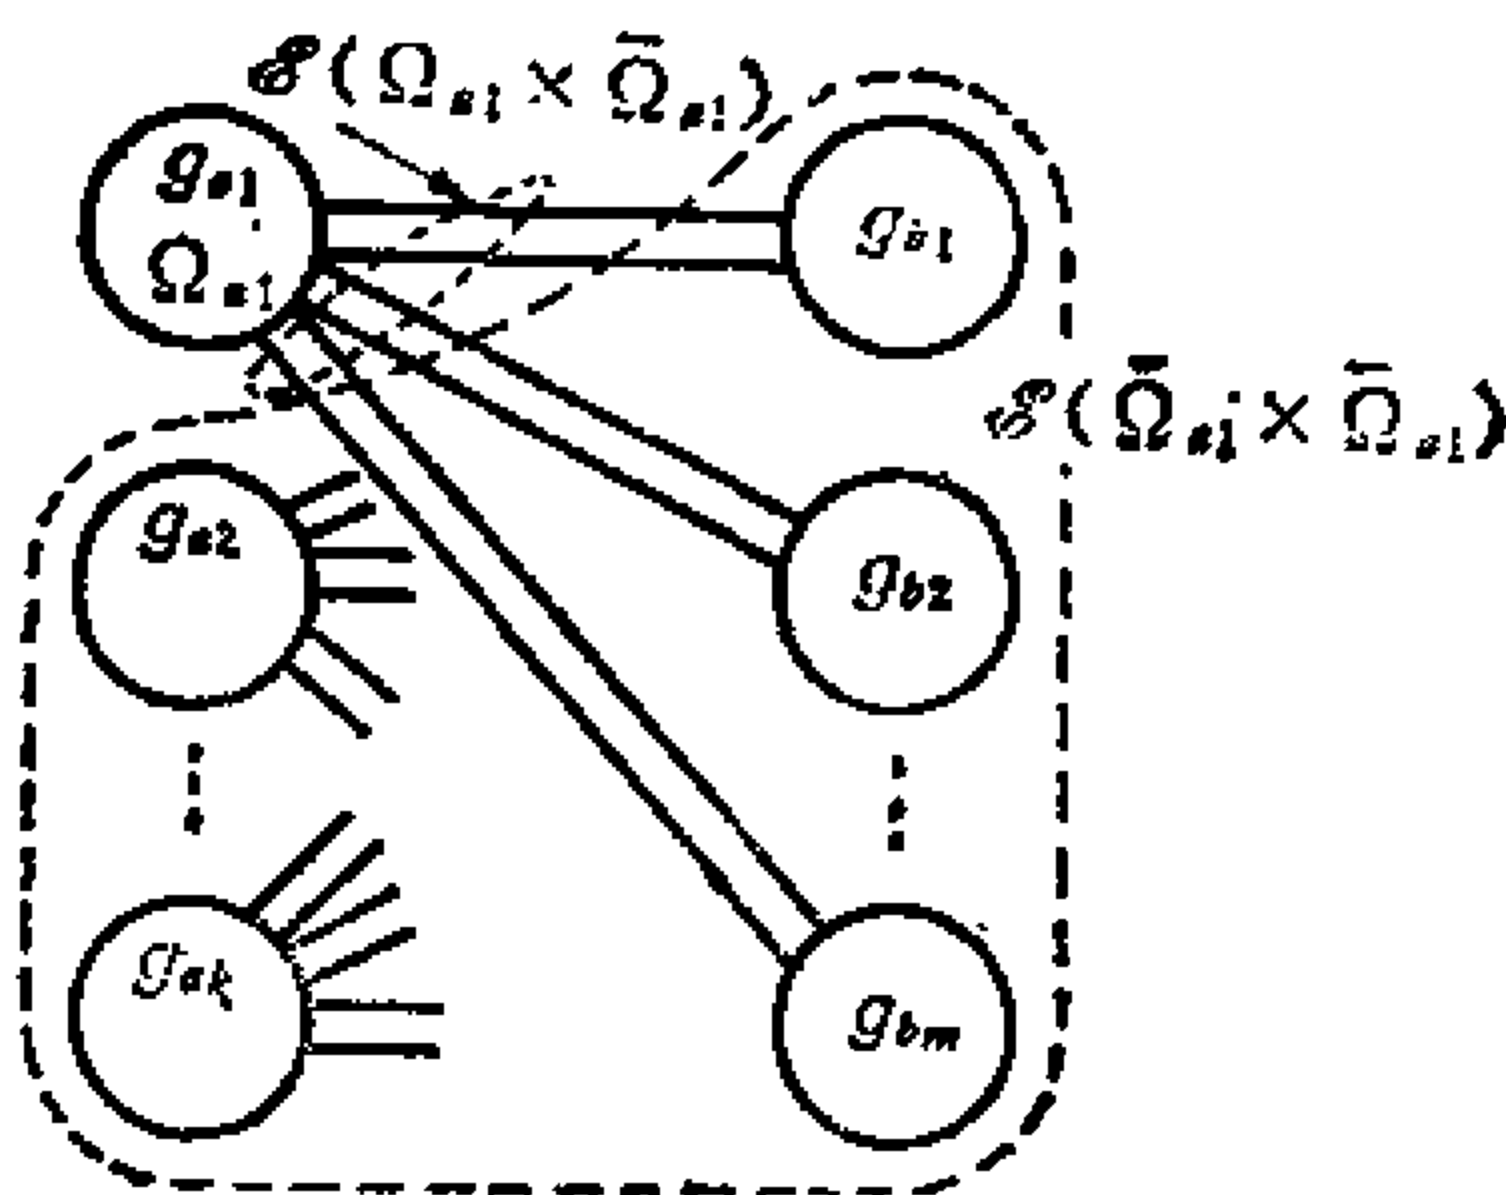 ℰ(Ω_{a1} × Ω̄_{a1})
g_{a1}
Ω_{a1}
g_{b1}
ℰ(Ω̄_{a1} × Ω̄_{a1})
g_{a2}
g_{b2}
g_{ak}
g_{bm}